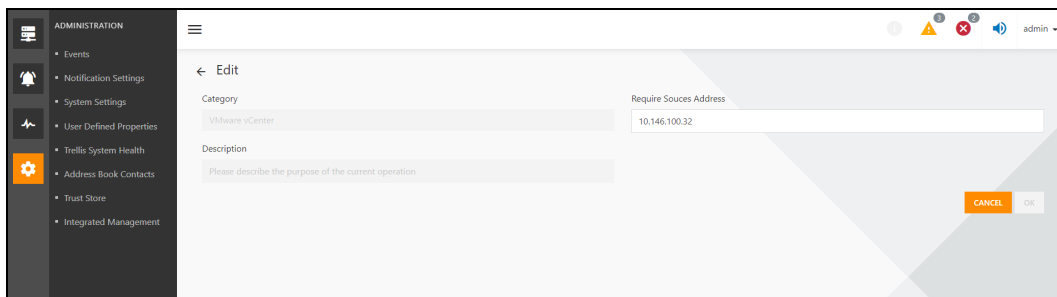 ADMINISTRATION
3
2
admin
Events
Notification Settings
System Settings
User Defined Properties
Trellis System Health
Address Book Contacts
Trust Store
Integrated Management
Edit
Category
Require Souces Address
VMware vCenter
10.146.100.32
Description
Please describe the purpose of the current operation
CANCEL
OK